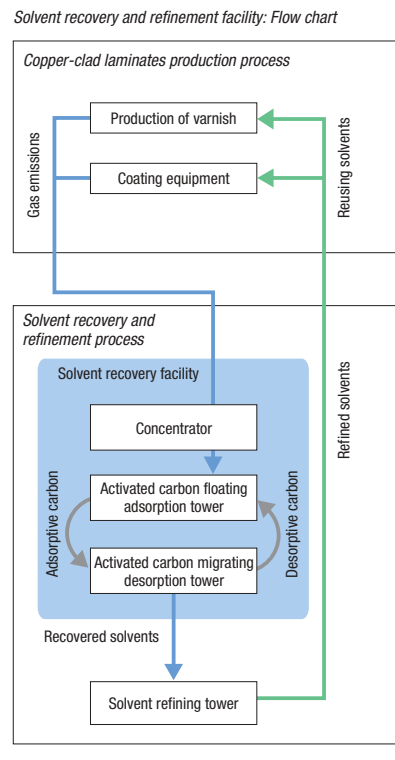 Solvent recovery and refinement facility: Flow chart
Copper-clad laminates production process
Production of varnish
Coating equipment
Gas emissions
Reusing solvents
Solvent recovery and
refinement process
Solvent recovery facility
Concentrator
Activated carbon floating
adsorption tower
Adsorptive carbon
Desorptive carbon
Activated carbon migrating
desorption tower
Refined solvents
Recovered solvents
Solvent refining tower